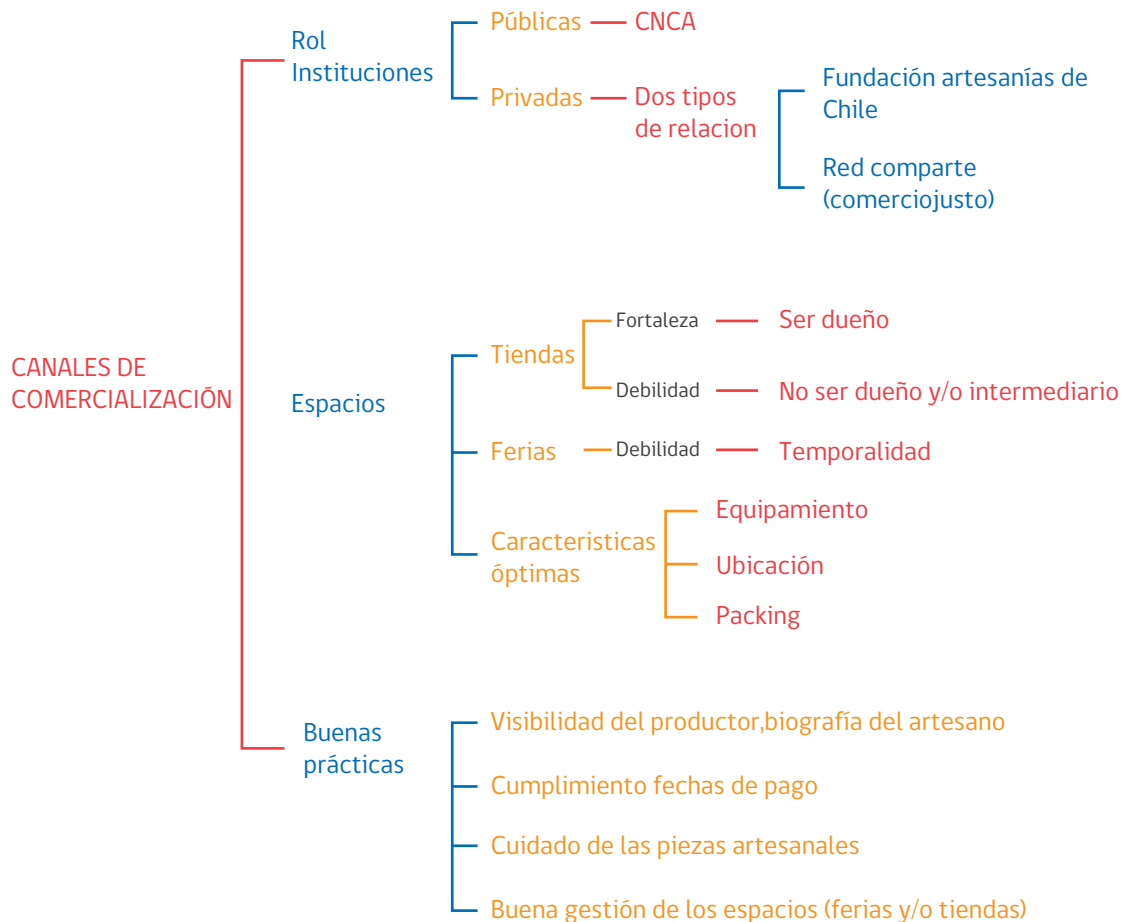 Públicas
CNCA
Rol
Instituciones
Privadas
Dos tipos
de relacion
Fundación artesanías de
Chile
Red comparte
(comerciojusto)
CANALES DE
COMERCIALIZACIÓN
Espacios
Tiendas
Fortaleza
Ser dueño
Debilidad
No ser dueño y/o intermediario
Ferias
Debilidad
Temporalidad
Caracteristicas
óptimas
Equipamiento
Ubicación
Packing
Buenas
prácticas
Visibilidad del productor,biografía del artesano
Cumplimiento fechas de pago
Cuidado de las piezas artesanales
Buena gestión de los espacios (ferias y/o tiendas)